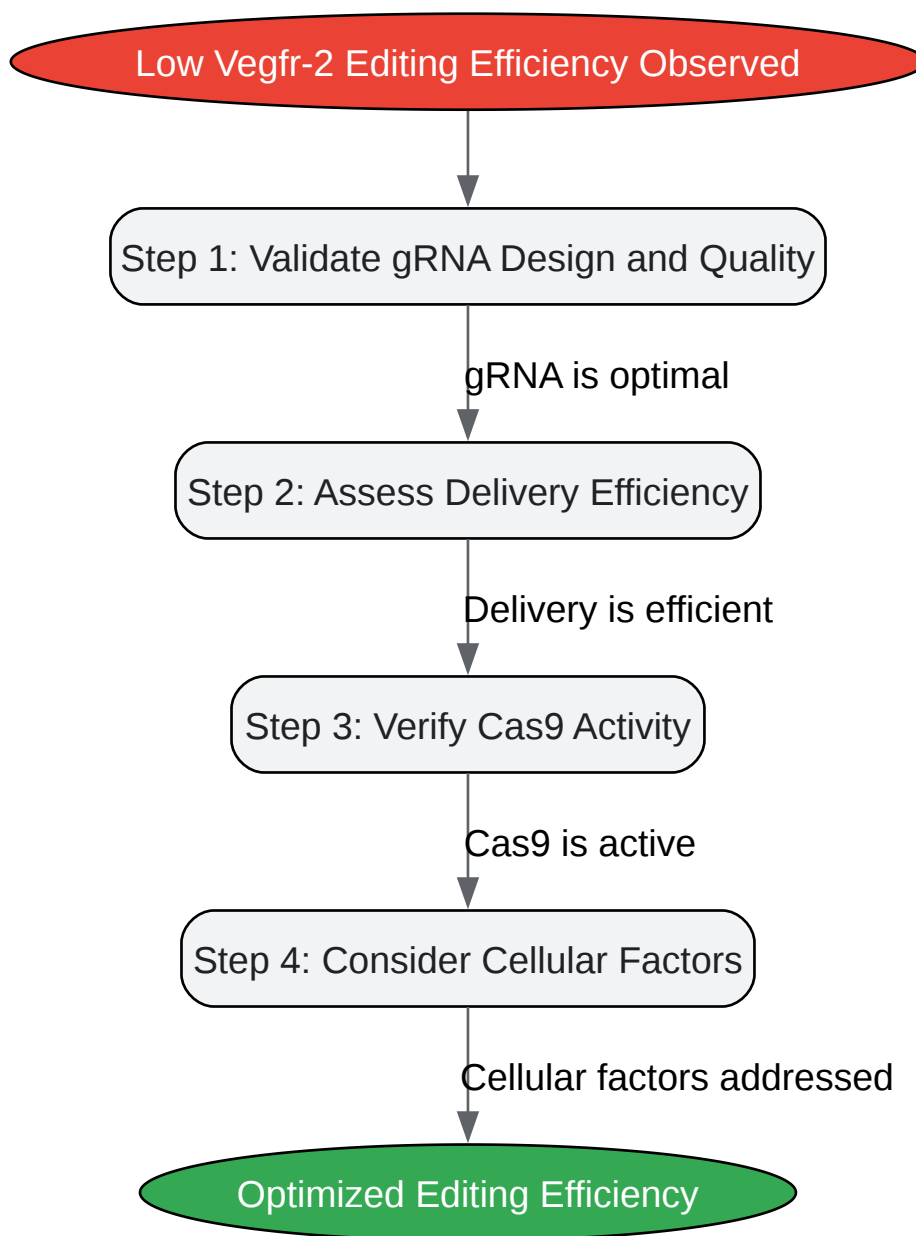 Low Vegfr-2 Editing Efficiency Observed
Step 1: Validate gRNA Design and Quality
gRNA is optimal
Step 2: Assess Delivery Efficiency
Delivery is efficient
Step 3: Verify Cas9 Activity
Cas9 is active
Step 4: Consider Cellular Factors
Cellular factors addressed
Optimized Editing Efficiency